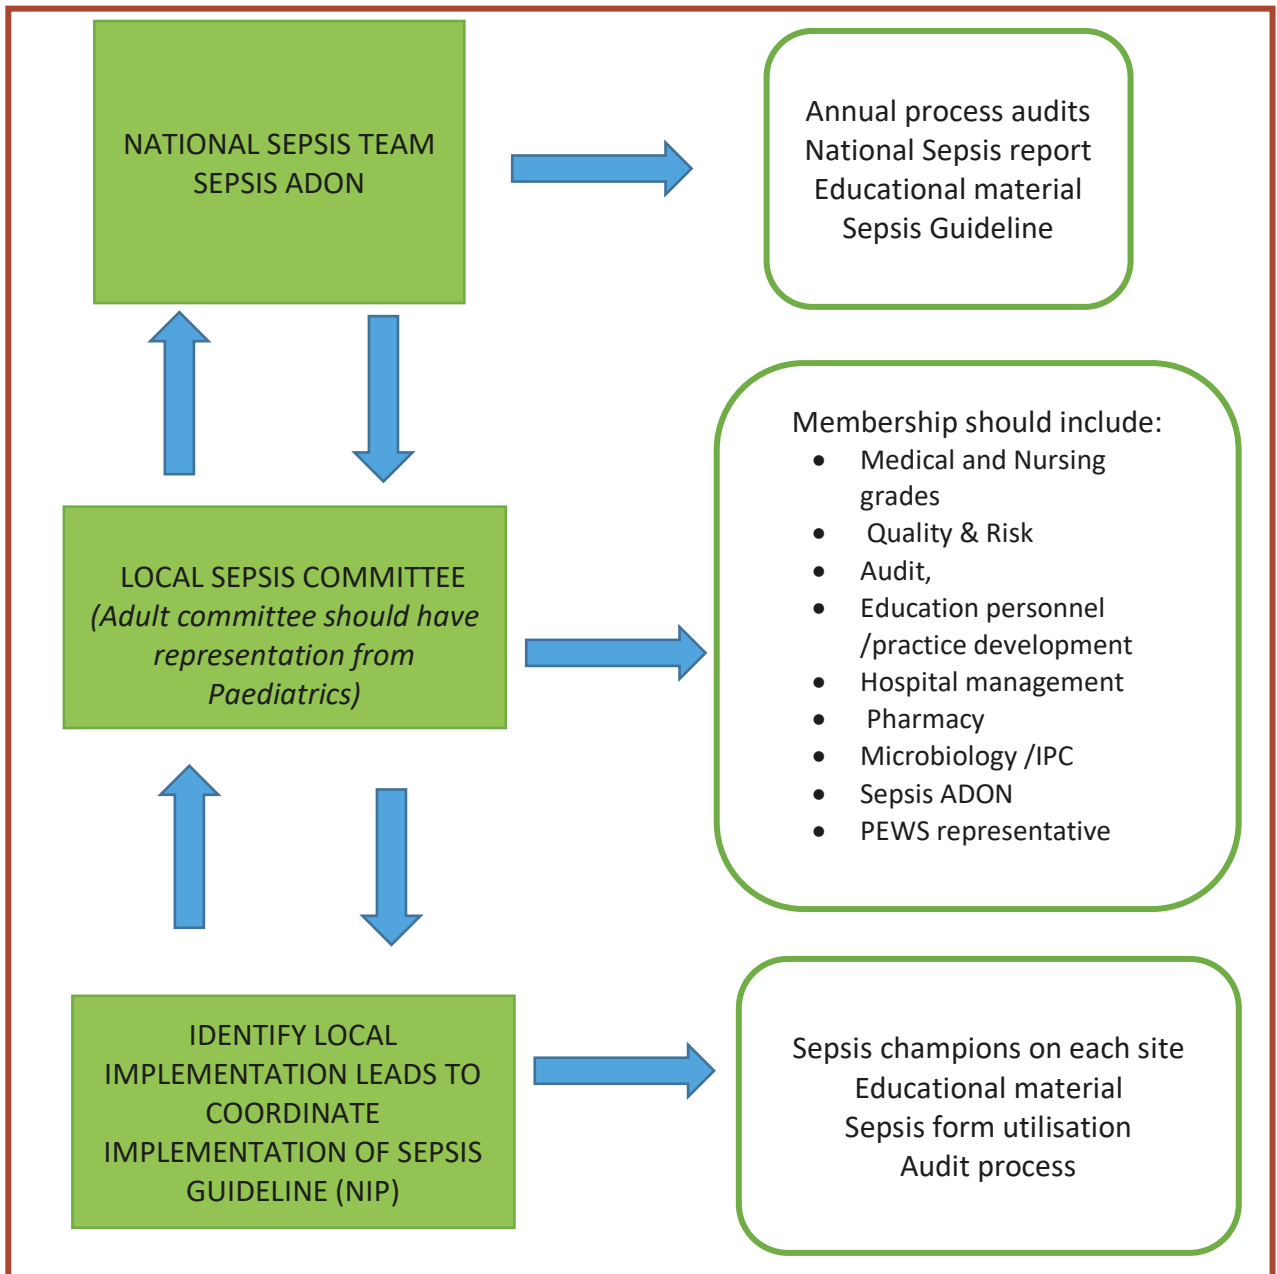 NATIONAL SEPSIS TEAM
SEPSIS ADON
Annual process audits
National Sepsis report
Educational material
Sepsis Guideline
LOCAL SEPSIS COMMITTEE
(Adult committee should have
representation from
Paediatrics)
Membership should include:
• Medical and Nursing
grades
• Quality & Risk
• Audit,
• Education personnel
/practice development
• Hospital management
• Pharmacy
• Microbiology /IPC
• Sepsis ADON
• PEWS representative
IDENTIFY LOCAL
IMPLEMENTATION LEADS TO
COORDINATE
IMPLEMENTATION OF SEPSIS
GUIDELINE (NIP)
Sepsis champions on each site
Educational material
Sepsis form utilisation
Audit process